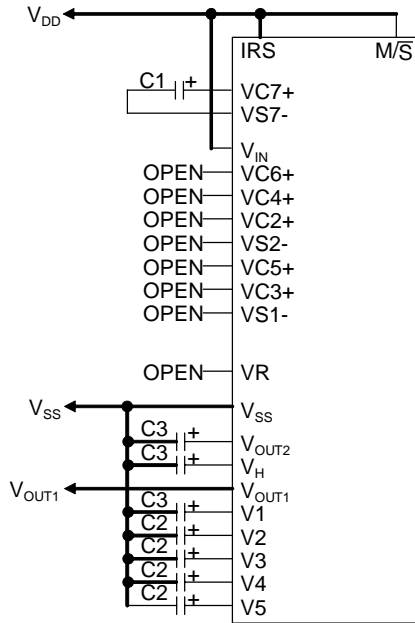 VDD
IRS M/S̅
C1 + VC7+
VS7-
VIN
OPEN VC6+
OPEN VC4+
OPEN VC2+
OPEN VS2-
OPEN VC5+
OPEN VC3+
OPEN VS1-
OPEN VR
VSS VSS
C3 + VOUT2
C3 + VH
VOUT1 VOUT1
C3 + V1
C2 + V2
C2 + V3
C2 + V4
C2 + V5